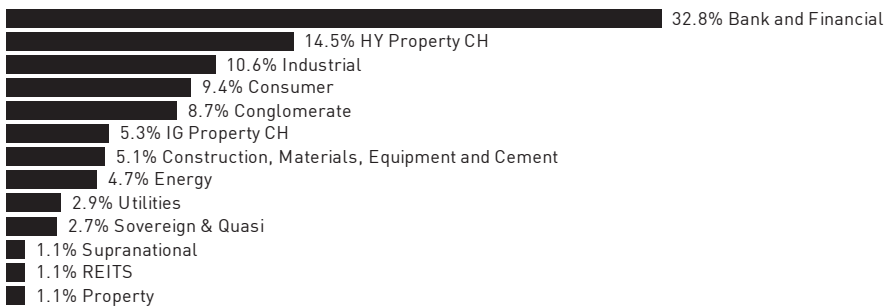 32.8% Bank and Financial
14.5% HY Property CH
10.6% Industrial
9.4% Consumer
8.7% Conglomerate
5.3% IG Property CH
5.1% Construction, Materials, Equipment and Cement
4.7% Energy
2.9% Utilities
2.7% Sovereign & Quasi
1.1% Supranational
1.1% REITS
1.1% Property